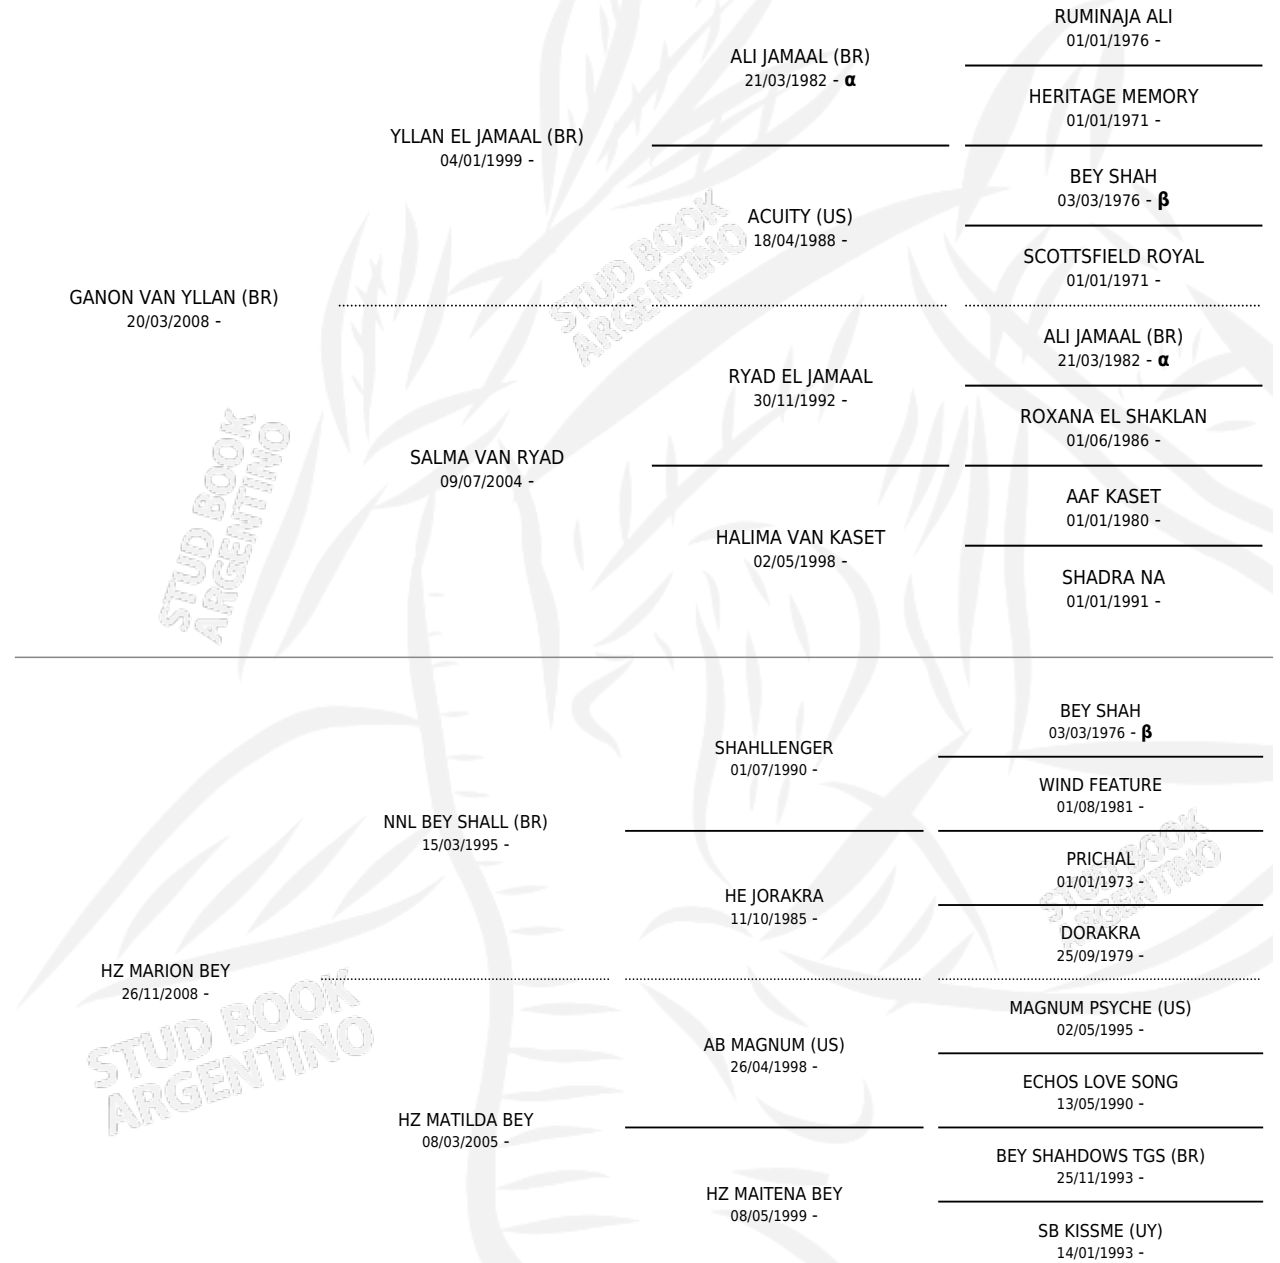 RUMINAJA ALI
01/01/1976 -
ALI JAMAAL (BR)
21/03/1982 - α
HERITAGE MEMORY
01/01/1971 -
YLLAN EL JAMAAL (BR)
04/01/1999 -
BEY SHAH
03/03/1976 - β
ACUITY (US)
18/04/1988 -
SCOTTSFIELD ROYAL
01/01/1971 -
GANON VAN YLLAN (BR)
20/03/2008 -
ALI JAMAAL (BR)
21/03/1982 - α
RYAD EL JAMAAL
30/11/1992 -
ROXANA EL SHAKLAN
01/06/1986 -
SALMA VAN RYAD
09/07/2004 -
AAF KASET
01/01/1980 -
HALIMA VAN KASET
02/05/1998 -
SHADRA NA
01/01/1991 -
BEY SHAH
03/03/1976 - β
SHAHLLENGER
01/07/1990 -
WIND FEATURE
01/08/1981 -
NNL BEY SHALL (BR)
15/03/1995 -
PRICHAL
01/01/1973 -
HE JORAKRA
11/10/1985 -
DORAKRA
25/09/1979 -
HZ MARION BEY
26/11/2008 -
MAGNUM PSYCHE (US)
02/05/1995 -
AB MAGNUM (US)
26/04/1998 -
ECHOS LOVE SONG
13/05/1990 -
HZ MATILDA BEY
08/03/2005 -
BEY SHAHDOWS TGS (BR)
25/11/1993 -
HZ MAITENA BEY
08/05/1999 -
SB KISSME (UY)
14/01/1993 -
STUD BOOK
ARGENTINO
STUD BOOK
ARGENTINO
STUD BOOK
ARGENTINO
STUD BOOK
ARGENTINO